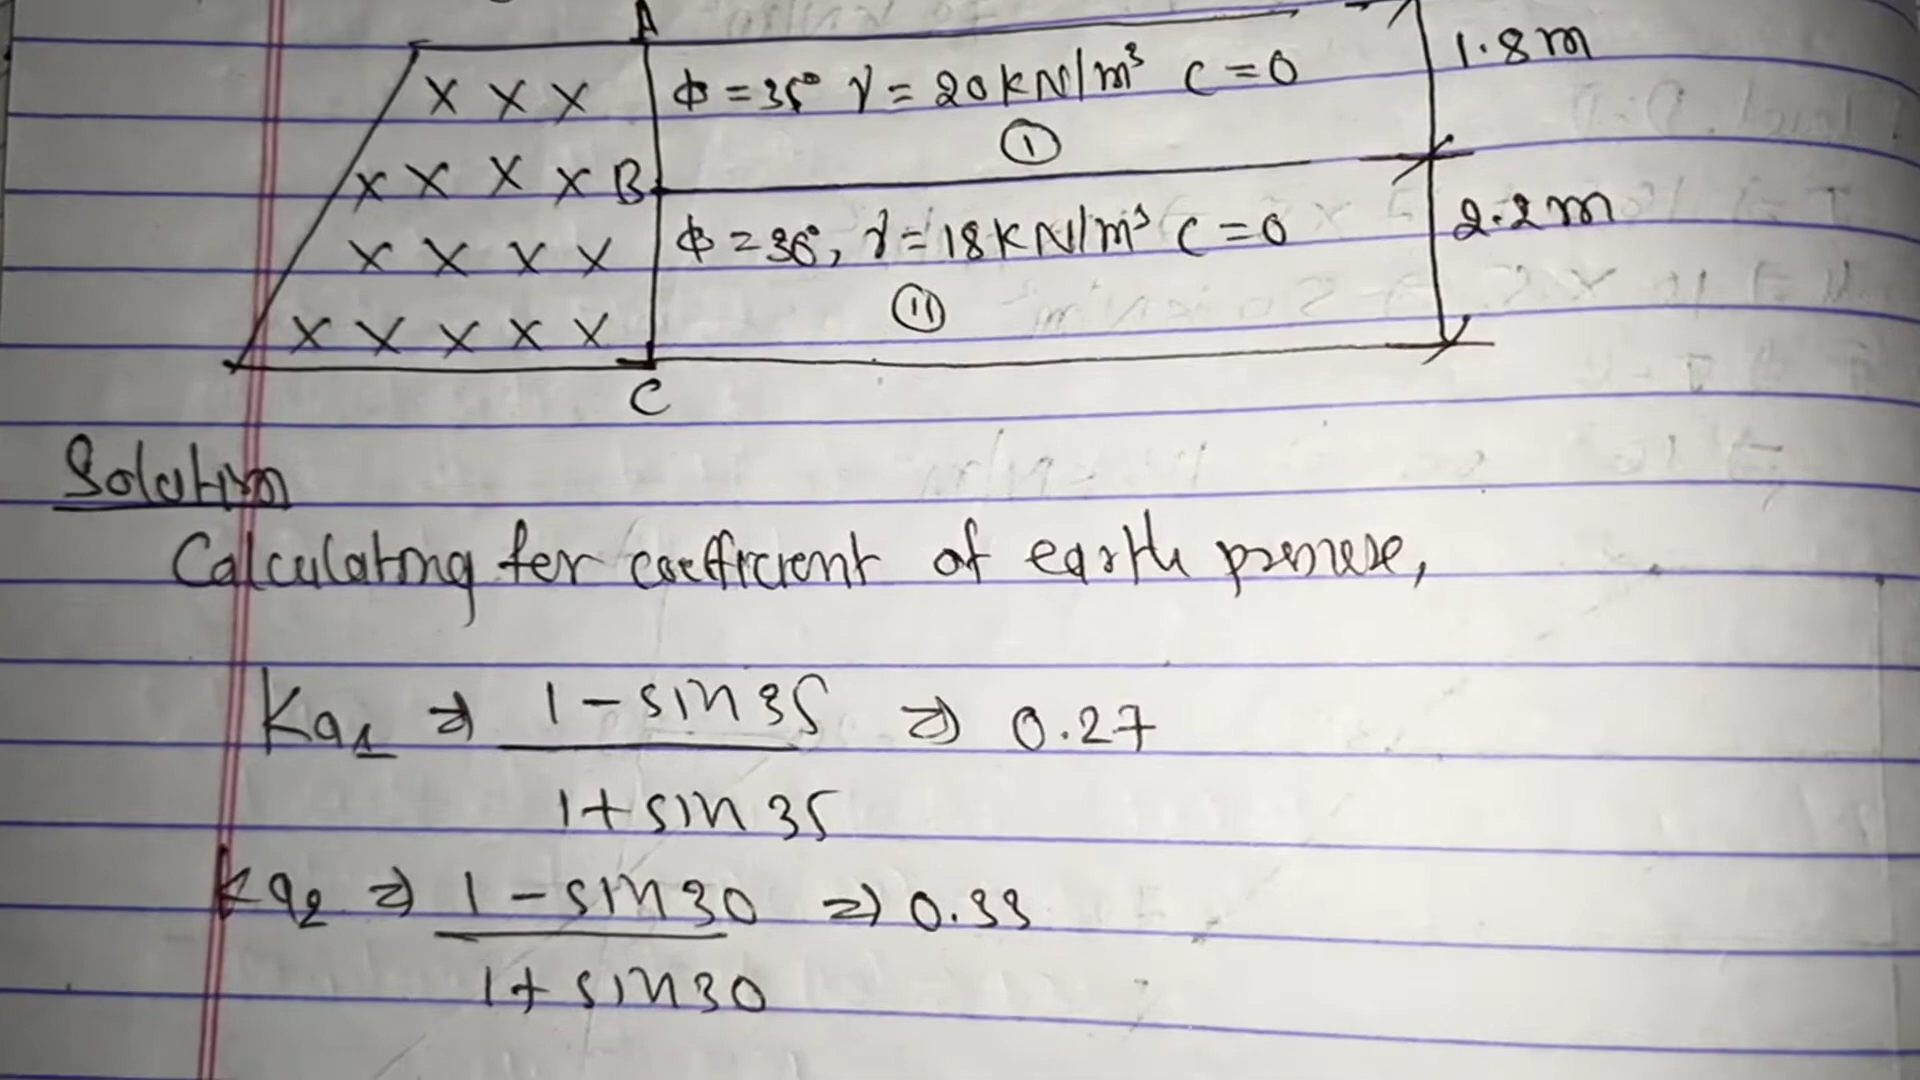 A
ϕ = 35° γ = 20 kN/m³ C = 0
1.8m
①
X X X
X X X X B
ϕ = 30°, γ = 18 kN/m³ C = 0
2.2m
X X X X
⑪
X X X X X
C
Solution
Calculating for coefficient of earth pressure,
Ka1 ⇒ 1 - sin 35 ⇒ 0.27
1 + sin 35
Ka2 ⇒ 1 - sin 30 ⇒ 0.33
1 + sin 30